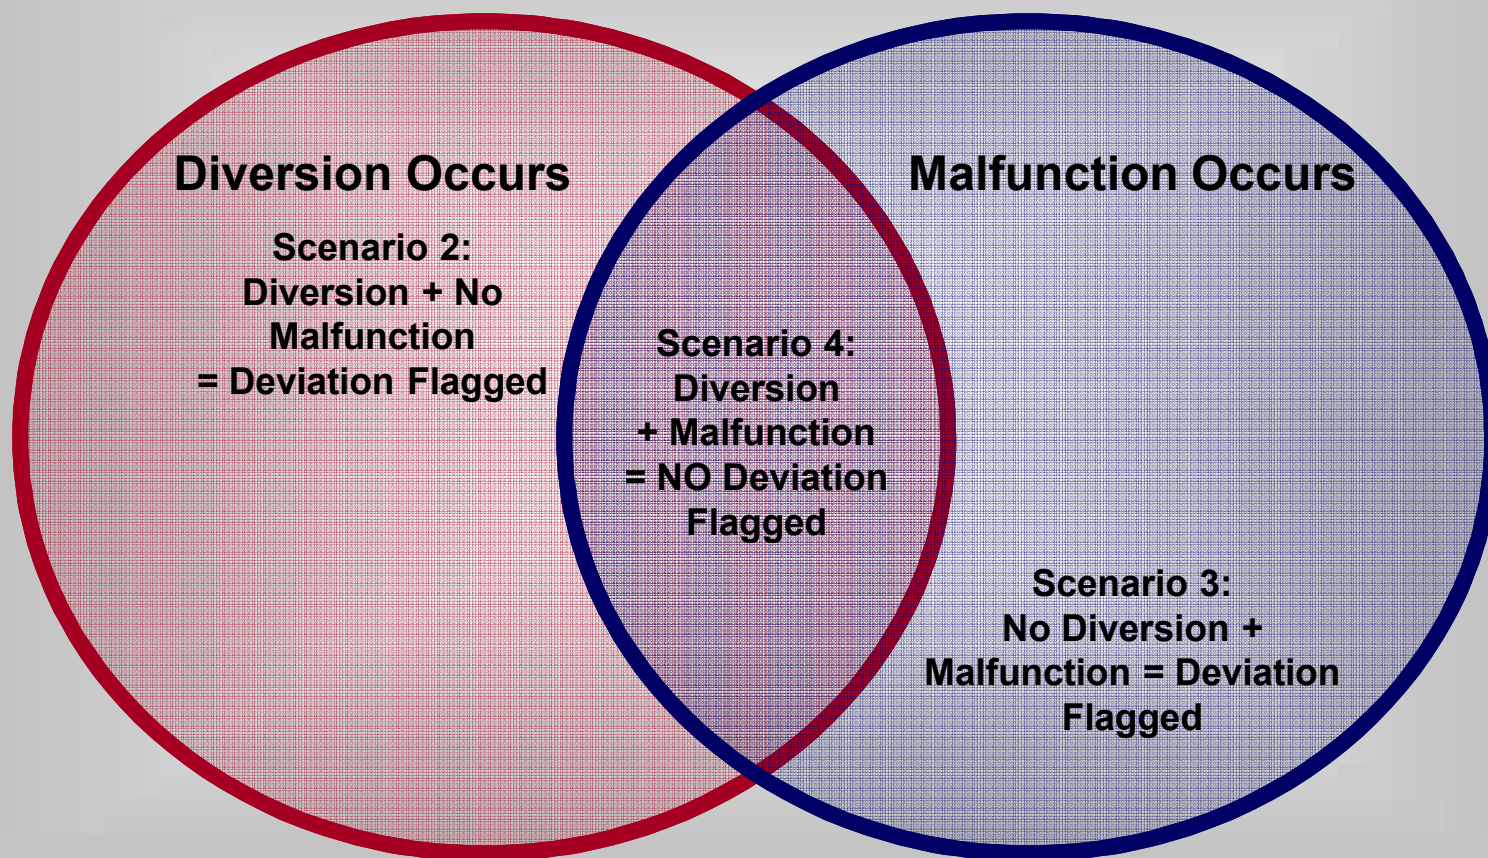 Diversion Occurs
Scenario 2:
Diversion + No
Malfunction
= Deviation Flagged
Scenario 4:
Diversion
+ Malfunction
= NO Deviation
Flagged
Malfunction Occurs
Scenario 3:
No Diversion +
Malfunction = Deviation
Flagged